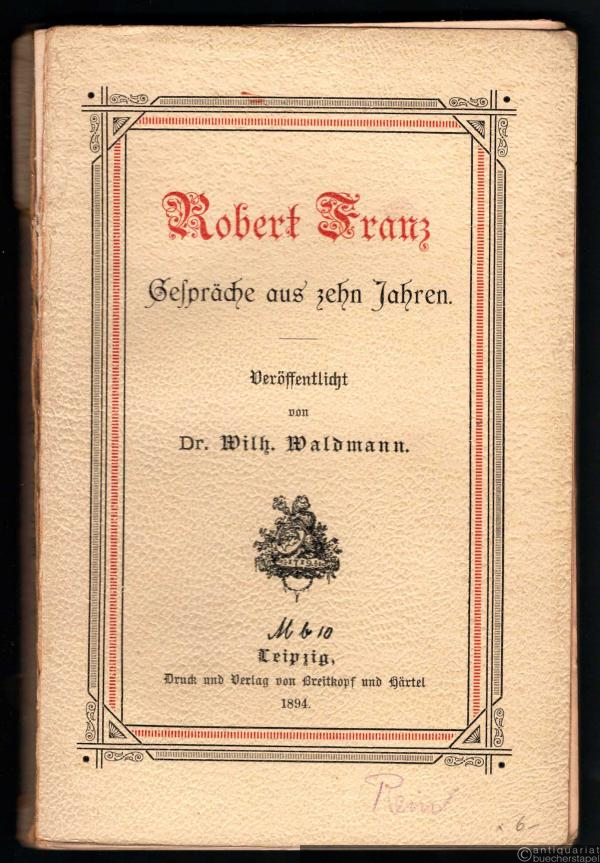 Robert Franz
Gespräche aus zehn Jahren.
Veröffentlicht
von
Dr. Wilh. Waldmann.
M b 10
Leipzig,
Druck und Verlag von Breitkopf und Härtel
1894.
6-
antiquariat
buecherstapel